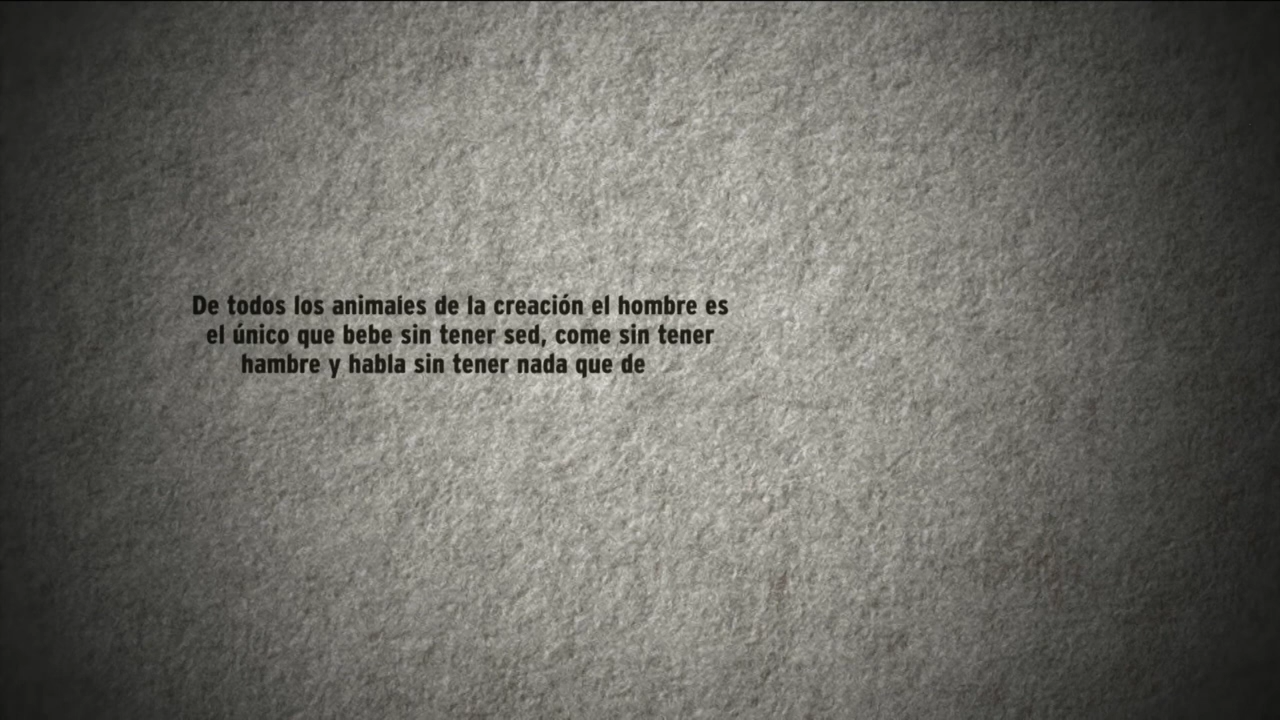 De todos los animales de la creación el hombre es
el único que bebe sin tener sed, come sin tener
hambre y habla sin tener nada que de